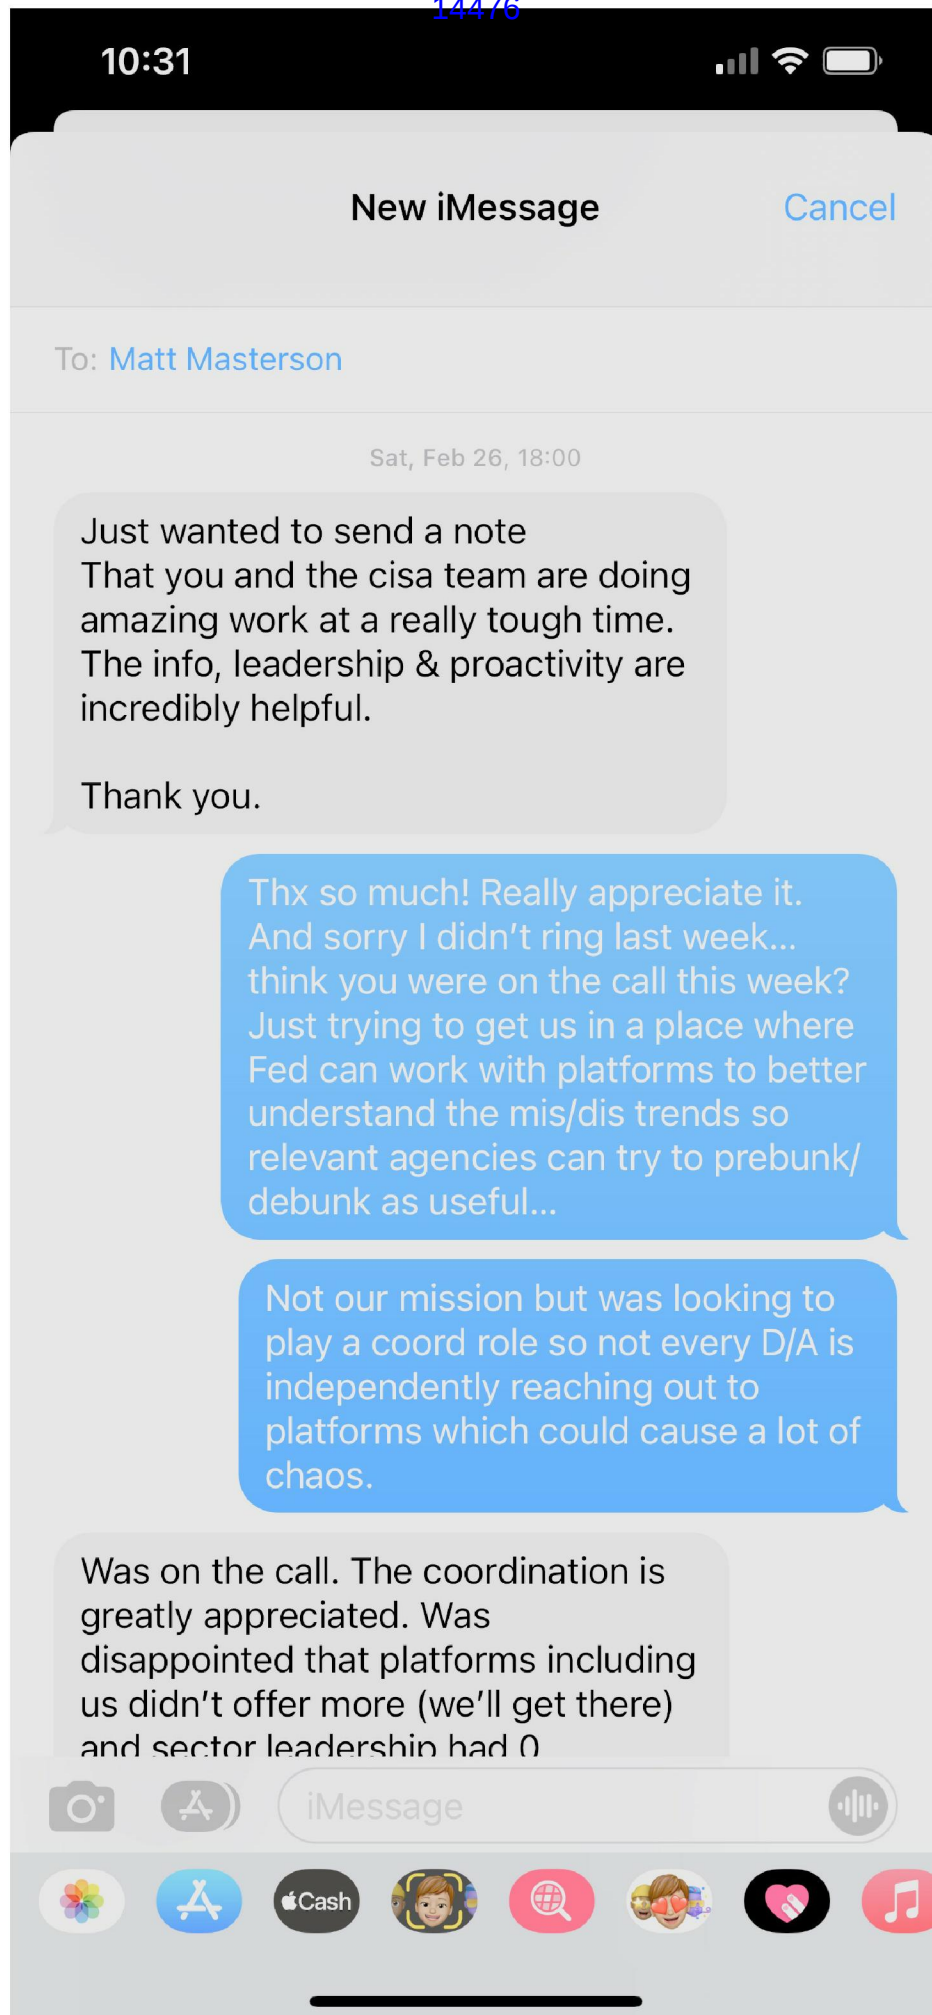 14476
10:31
New iMessage
Cancel
To: Matt Masterson
Sat, Feb 26, 18:00
Just wanted to send a note
That you and the cisa team are doing
amazing work at a really tough time.
The info, leadership & proactivity are
incredibly helpful.
Thank you.
Thx so much! Really appreciate it.
And sorry I didn't ring last week...
think you were on the call this week?
Just trying to get us in a place where
Fed can work with platforms to better
understand the mis/dis trends so
relevant agencies can try to prebunk/
debunk as useful...
Not our mission but was looking to
play a coord role so not every D/A is
independently reaching out to
platforms which could cause a lot of
chaos.
Was on the call. The coordination is
greatly appreciated. Was
disappointed that platforms including
us didn't offer more (we'll get there)
and sector leadership had 0
iMessage
Cash